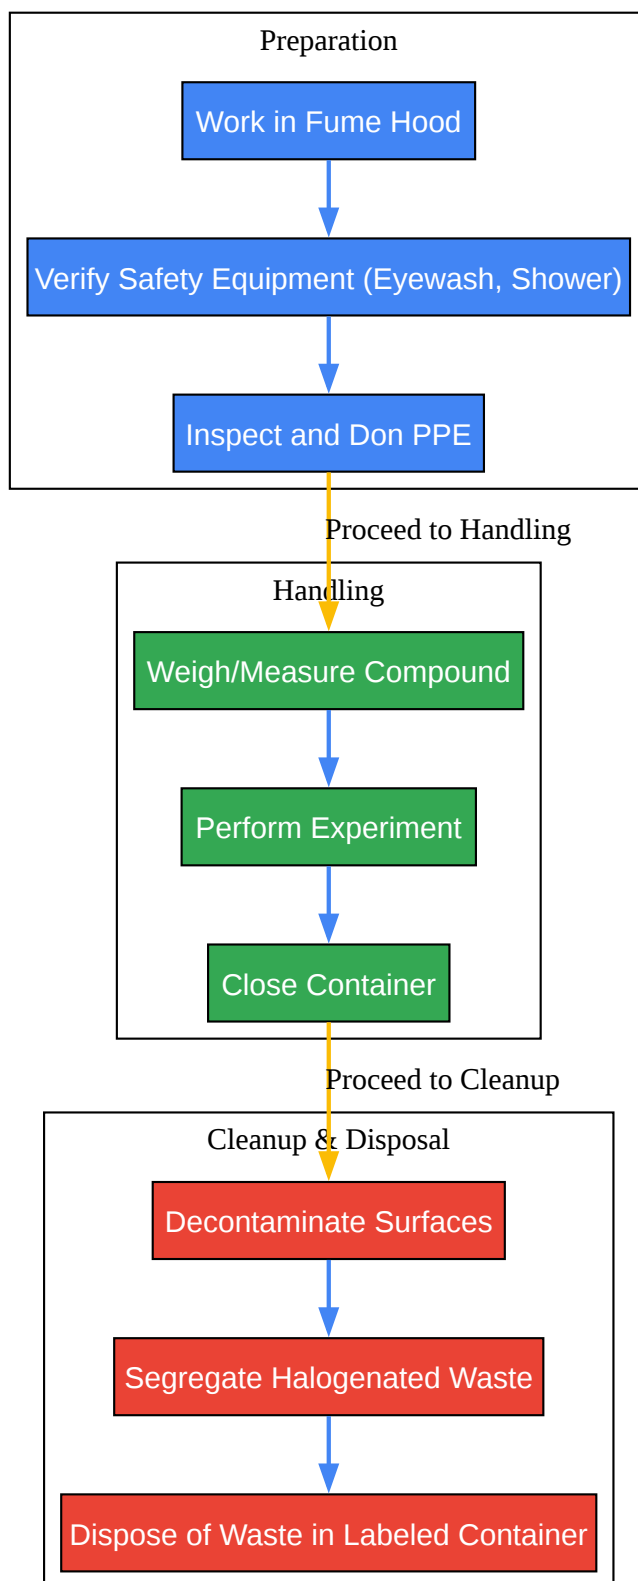 Preparation
Work in Fume Hood
Verify Safety Equipment (Eyewash, Shower)
Inspect and Don PPE
Proceed to Handling
Handling
Weigh/Measure Compound
Perform Experiment
Close Container
Proceed to Cleanup
Cleanup & Disposal
Decontaminate Surfaces
Segregate Halogenated Waste
Dispose of Waste in Labeled Container